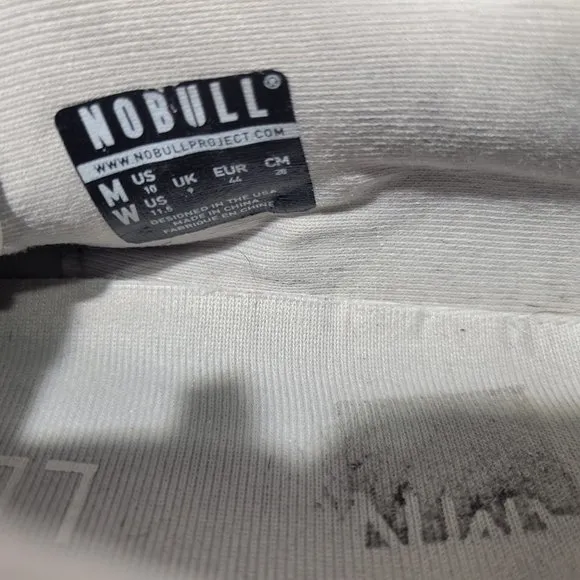 NOBULL®
WWW.NOBULLPROJECT.COM
M US 10 UK 9 EUR 44 CM 28
W US 11.5
DESIGNED IN THE USA
MADE IN CHINA
FABRIQUE EN CHINE